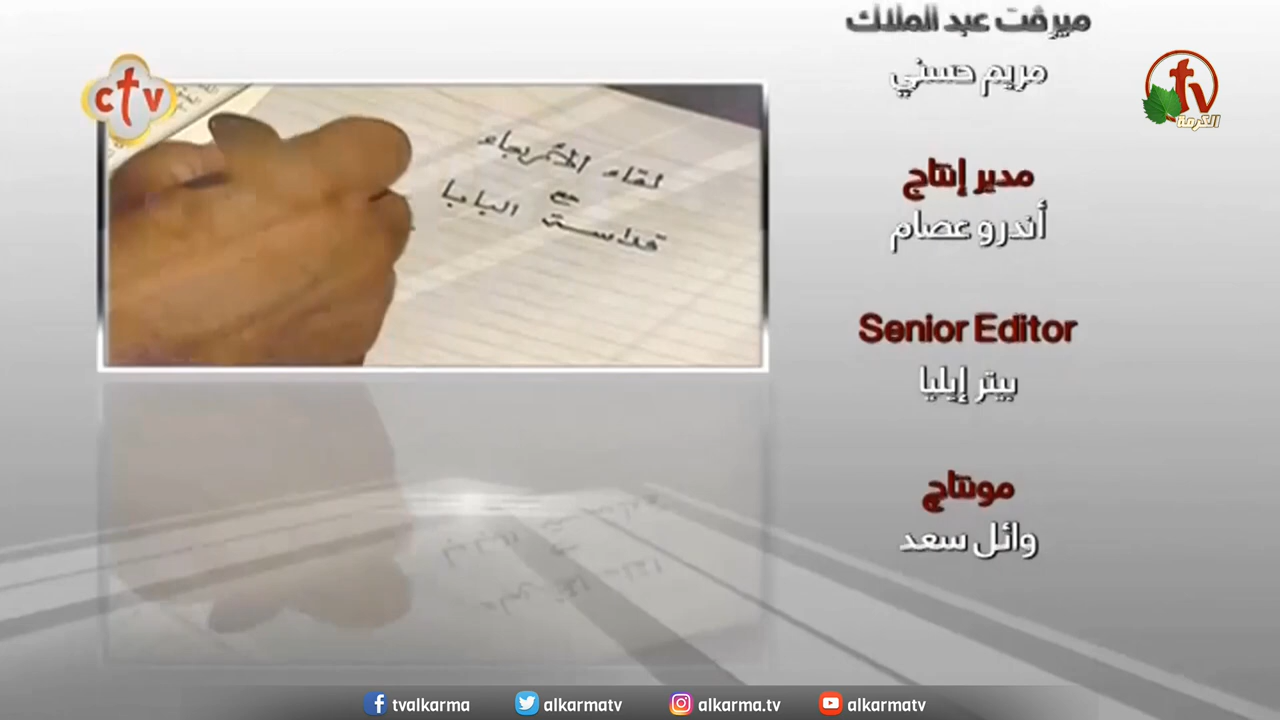 ctv
tv
الكرمة
لقاء الأربعاء
مع
قداسة البابا
ميرفت عبد الملاك
مريم حسني
مدير إنتاج
أندرو عصام
Senior Editor
بيتر إيليا
مونتاج
وائل سعد
tvalkarma
alkarmatv
alkarma.tv
alkarmatv